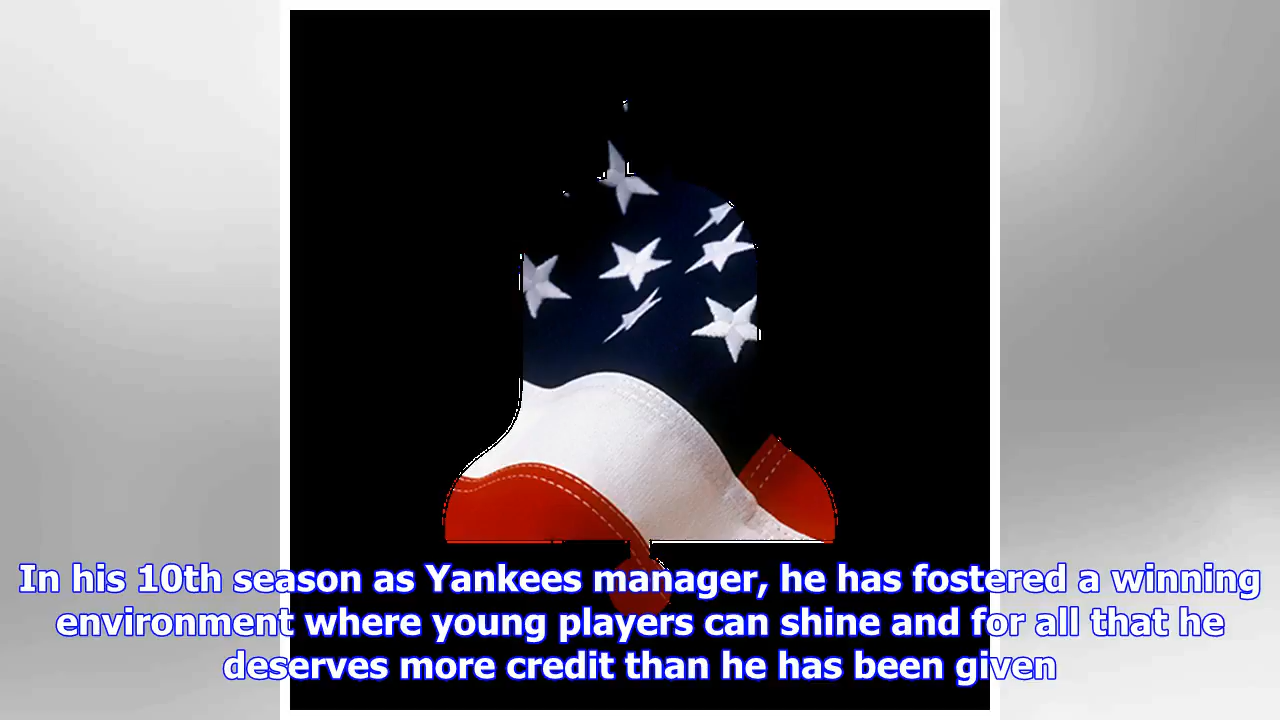 In his 10th season as Yankees manager, he has fostered a winning
environment where young players can shine and for all that he
deserves more credit than he has been given